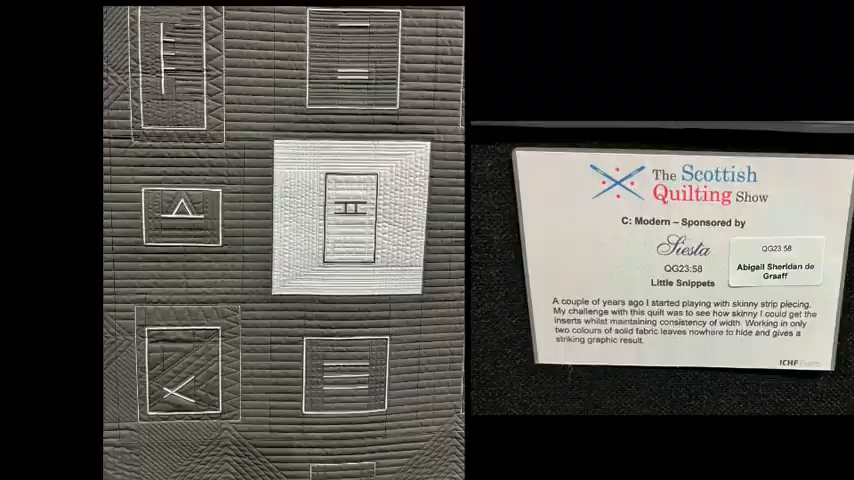 The Scottish
Quilting Show
C: Modern – Sponsored by
Siesta
QG23:58
Little Snippets
QG23:58
Abigail Sheridan de
Graaff
A couple of years ago I started playing with skinny strip piecing.
My challenge with this quilt was to see how skinny I could get the
inserts whilst maintaining consistency of width. Working in only
two colours of solid fabric leaves nowhere to hide and gives a
striking graphic result.
ICHF Events